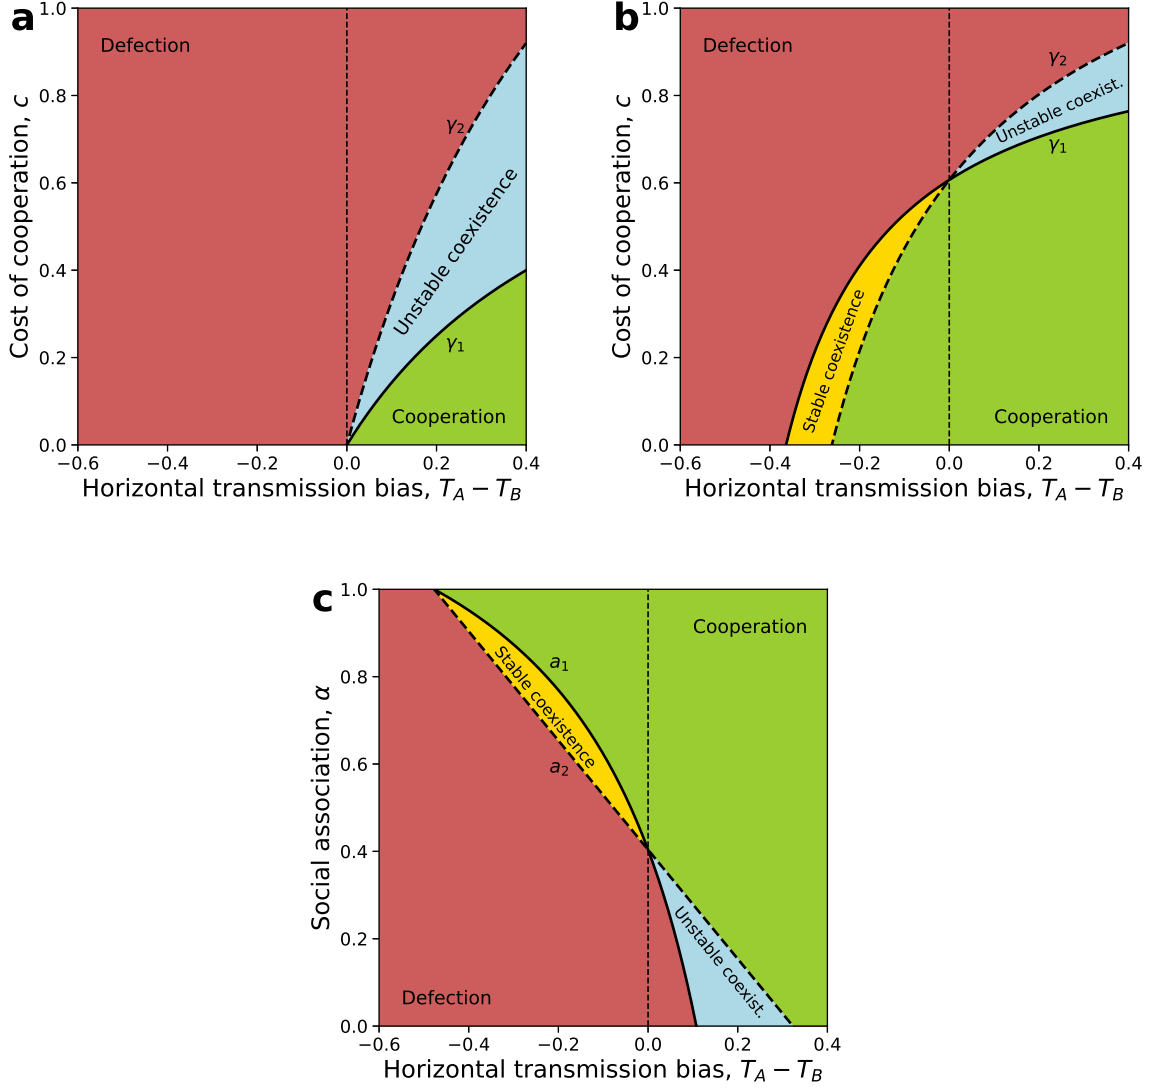 a
1.0
0.8
0.6
0.4
0.2
0.0
Cost of cooperation, c
Defection
γ2
Unstable coexistence
γ1
Cooperation
−0.6 −0.4 −0.2 0.0 0.2 0.4
Horizontal transmission bias, TA − TB
b
1.0
0.8
0.6
0.4
0.2
0.0
Cost of cooperation, c
Defection
γ2
Unstable coexist.
γ1
Stable coexistence
Cooperation
−0.6 −0.4 −0.2 0.0 0.2 0.4
Horizontal transmission bias, TA − TB
c
1.0
0.8
0.6
0.4
0.2
0.0
Social association, α
Cooperation
a1
Stable coexistence
a2
Unstable coexist.
Defection
−0.6 −0.4 −0.2 0.0 0.2 0.4
Horizontal transmission bias, TA − TB